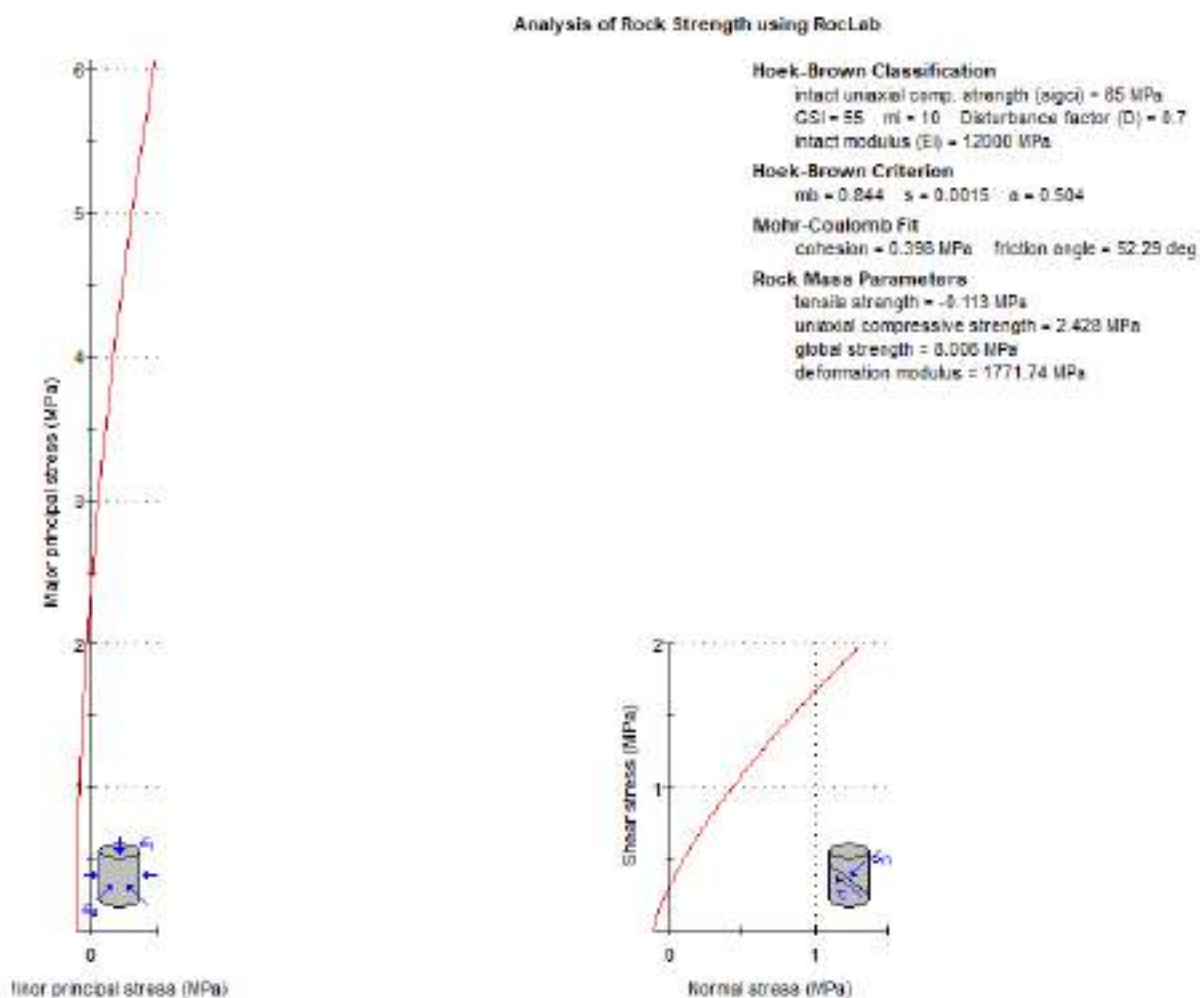 Analysis of Rock Strength using RocLab
Hoek-Brown Classification
intact uniaxial comp. strength (sigci) = 65 MPa
GSI = 55 mi = 10 Disturbance factor (D) = 0.7
intact modulus (Ei) = 12000 MPa
Hoek-Brown Criterion
mb = 0.844 s = 0.0015 a = 0.504
Mohr-Coulomb Fit
cohesion = 0.398 MPa friction angle = 52.29 deg
Rock Mass Parameters
tensile strength = -0.113 MPa
uniaxial compressive strength = 2.428 MPa
global strength = 8.006 MPa
deformation modulus = 1771.74 MPa
Major principal stress (MPa)
6
5
4
3
2
0
principal stress (MPa)
Shear stress (MPa)
2
1
0
1
Normal stress (MPa)